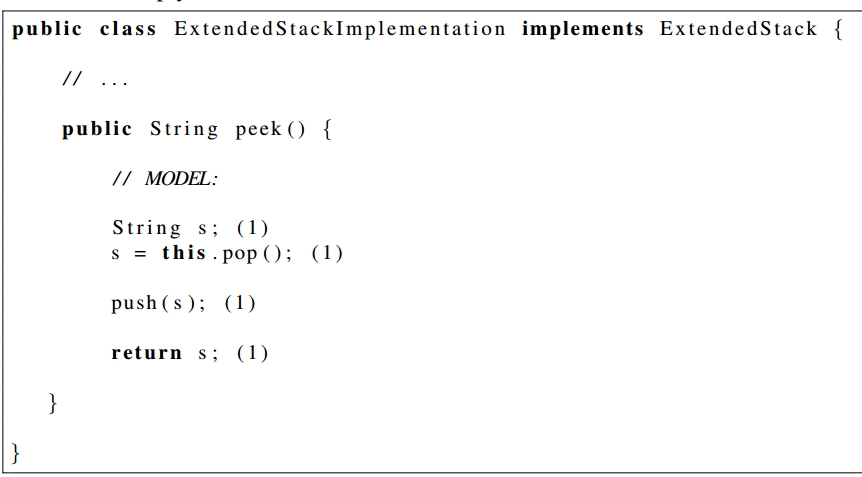 public class ExtendedStackImplementation implements ExtendedStack {
// ...
public String peek() {
// MODEL:
String s; (1)
s = this.pop(); (1)
push(s); (1)
return s; (1)
}
}